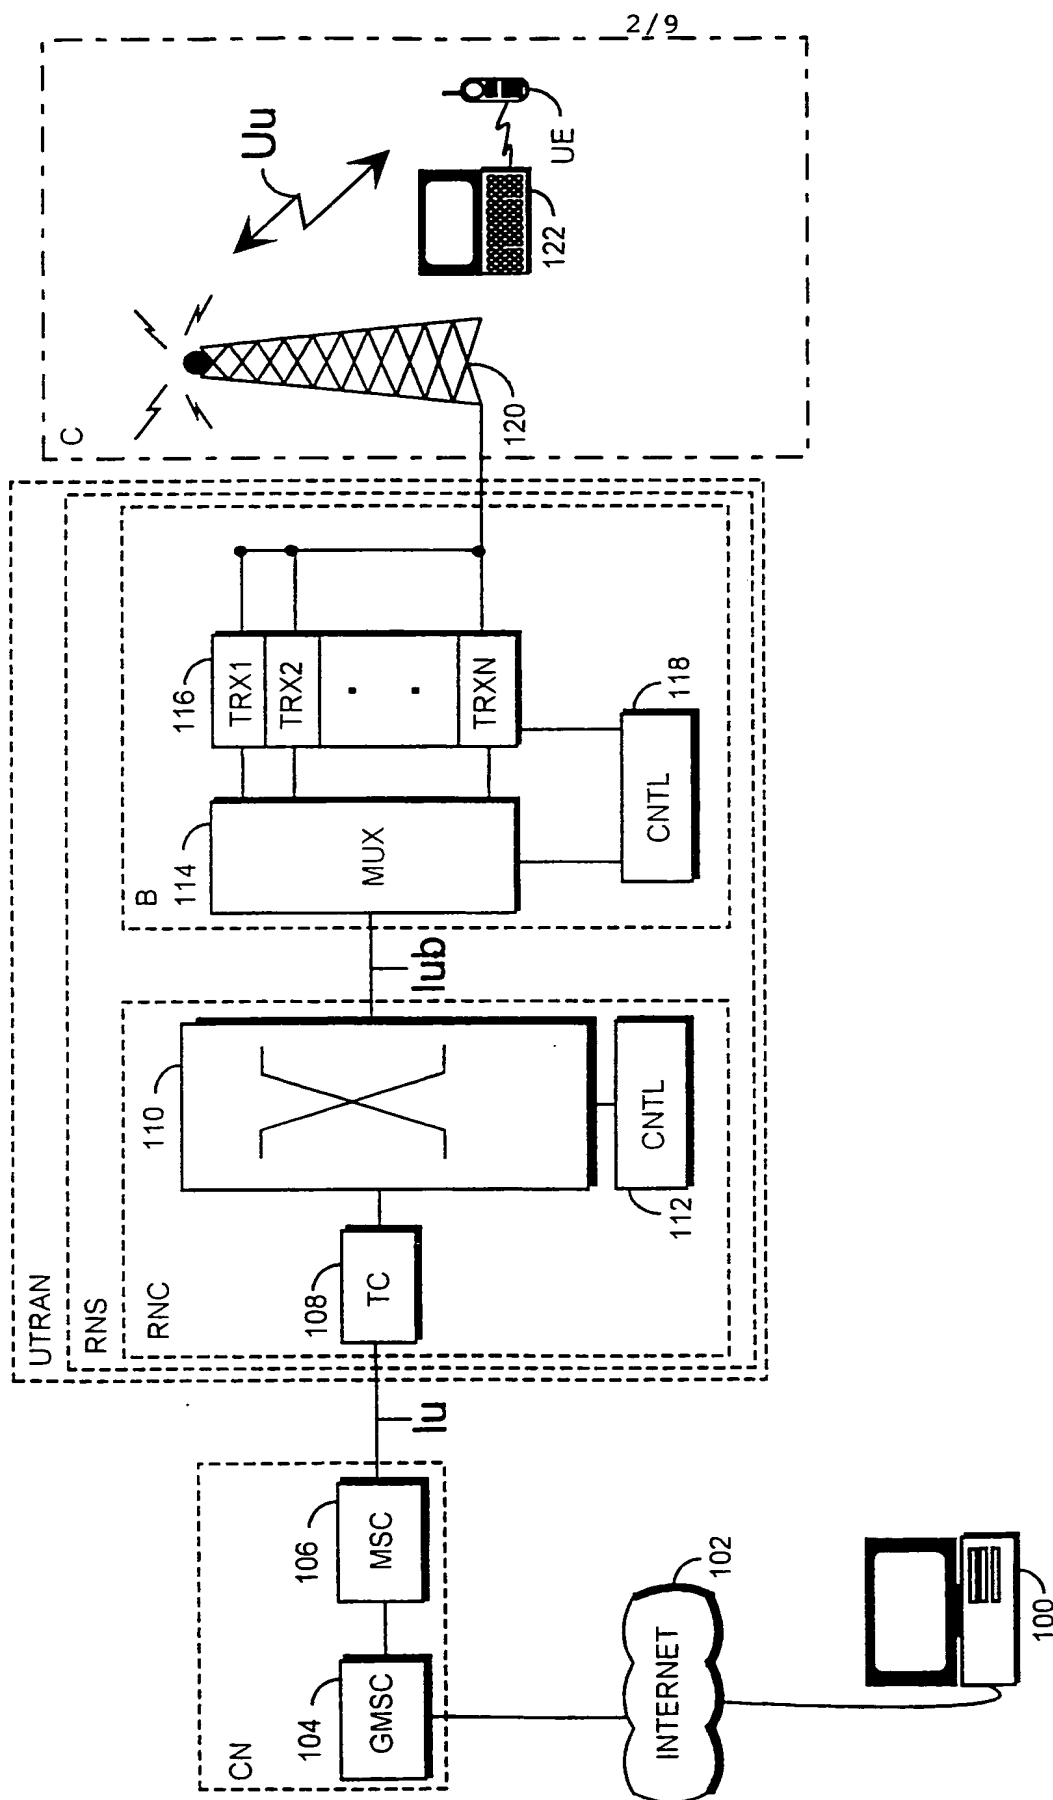 2/9
UTRAN
RNS
RNC
B
C
CN
Uu
UE
122
120
116
TRX1
TRX2
.
.
TRXN
114
MUX
118
CNTL
Iub
110
112
CNTL
108
TC
Iu
106
MSC
104
GMSC
102
INTERNET
100